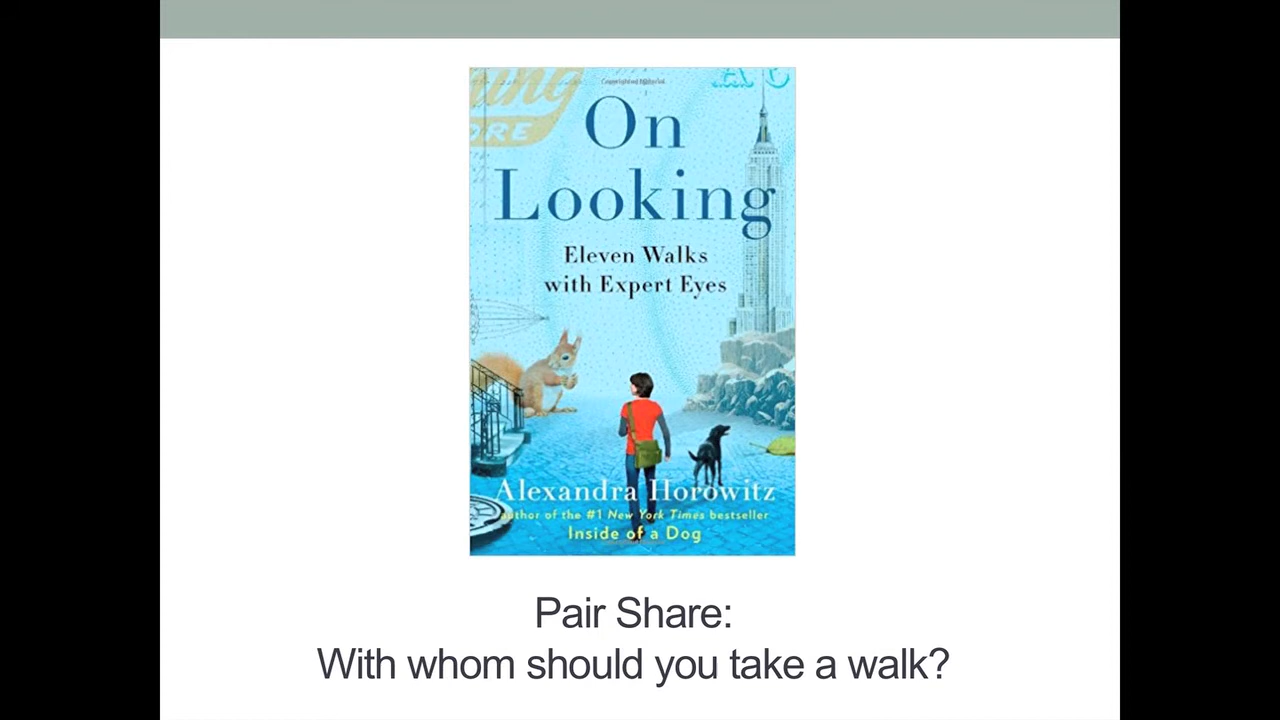 On
Looking
Eleven Walks
with Expert Eyes
Alexandra Horowitz
author of the #1 New York Times bestseller
Inside of a Dog
Pair Share:
With whom should you take a walk?